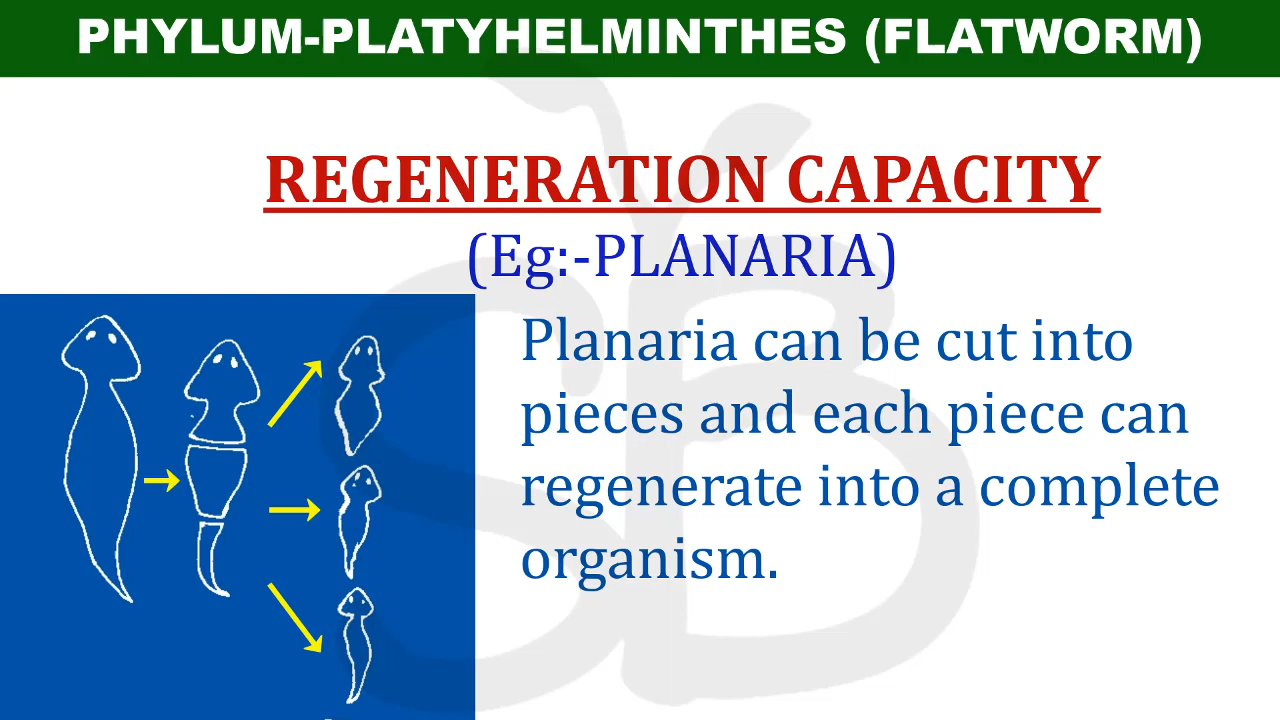 PHYLUM-PLATYHELMINTHES (FLATWORM)
REGENERATION CAPACITY
(Eg:-PLANARIA)
Planaria can be cut into
pieces and each piece can
regenerate into a complete
organism.
SB